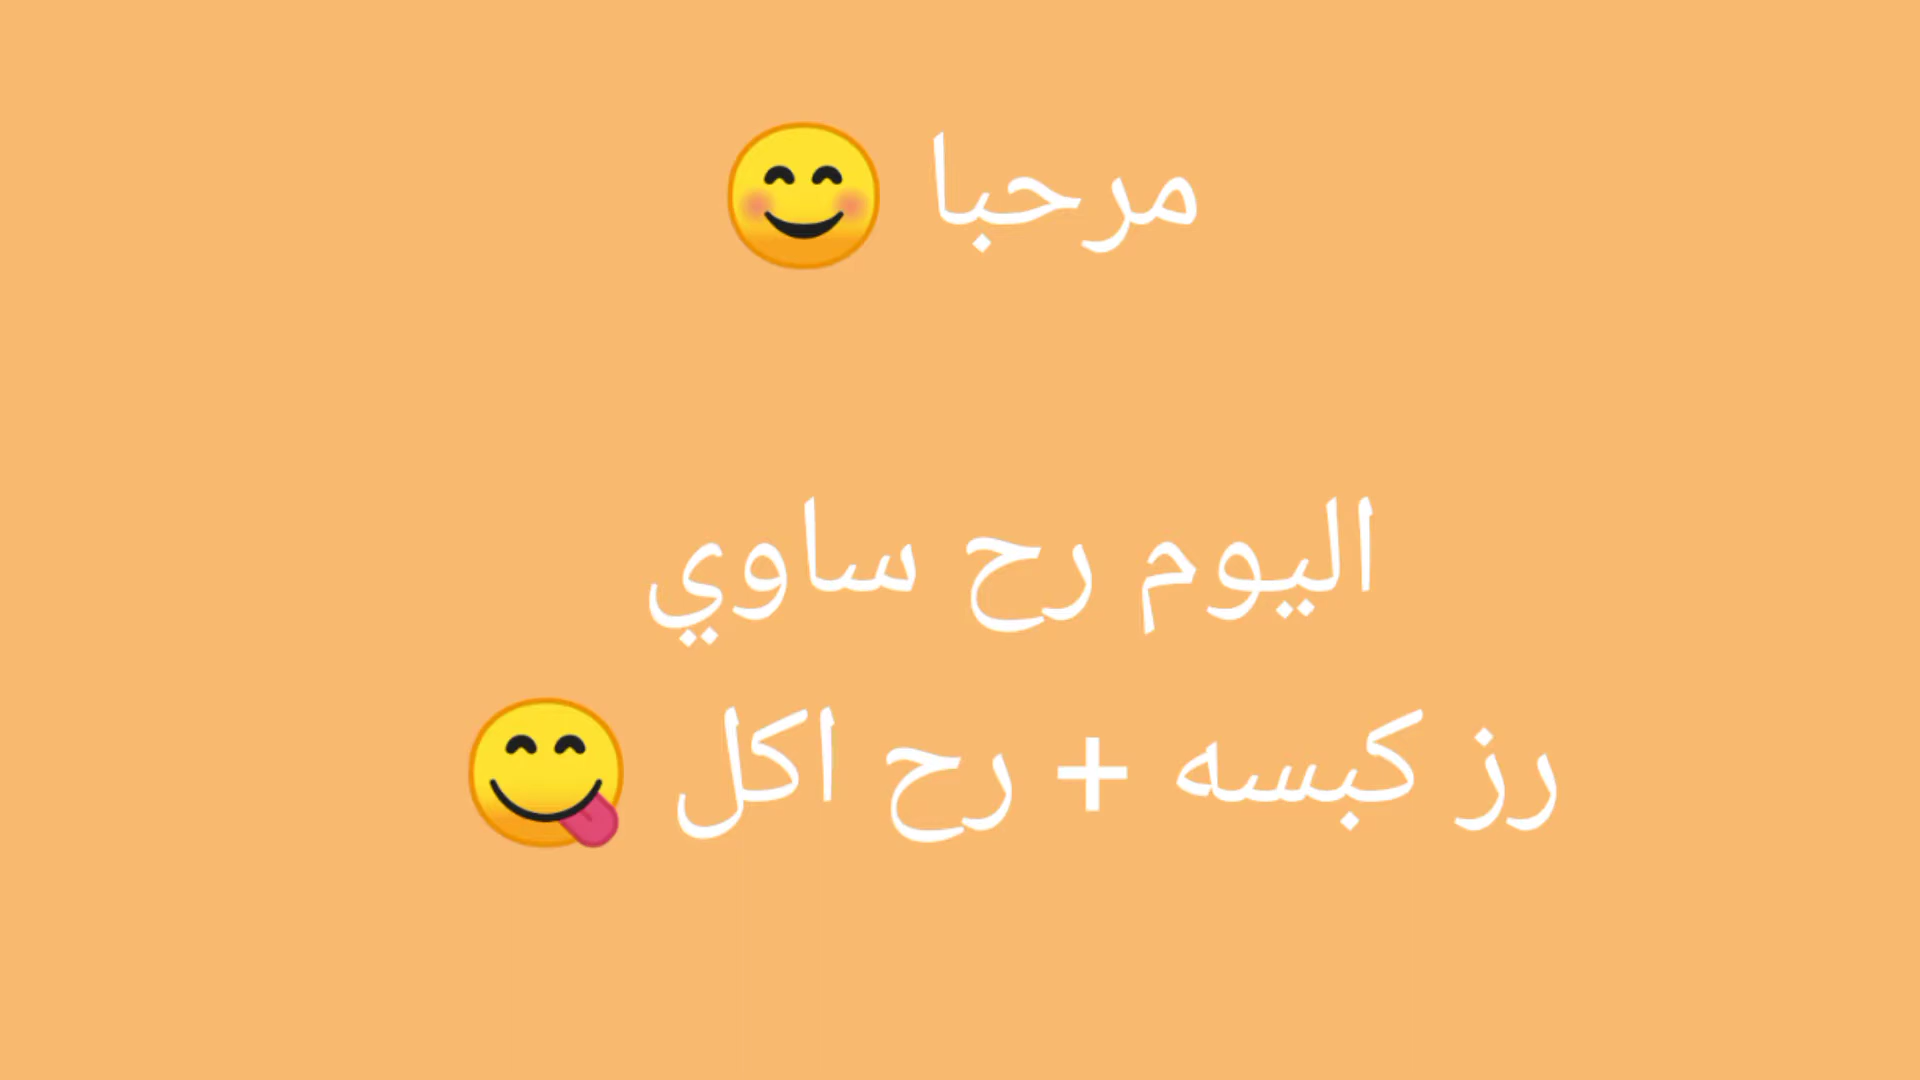 مرحبا 😊
اليوم رح ساوي
رز كبسه + رح اكل 😋